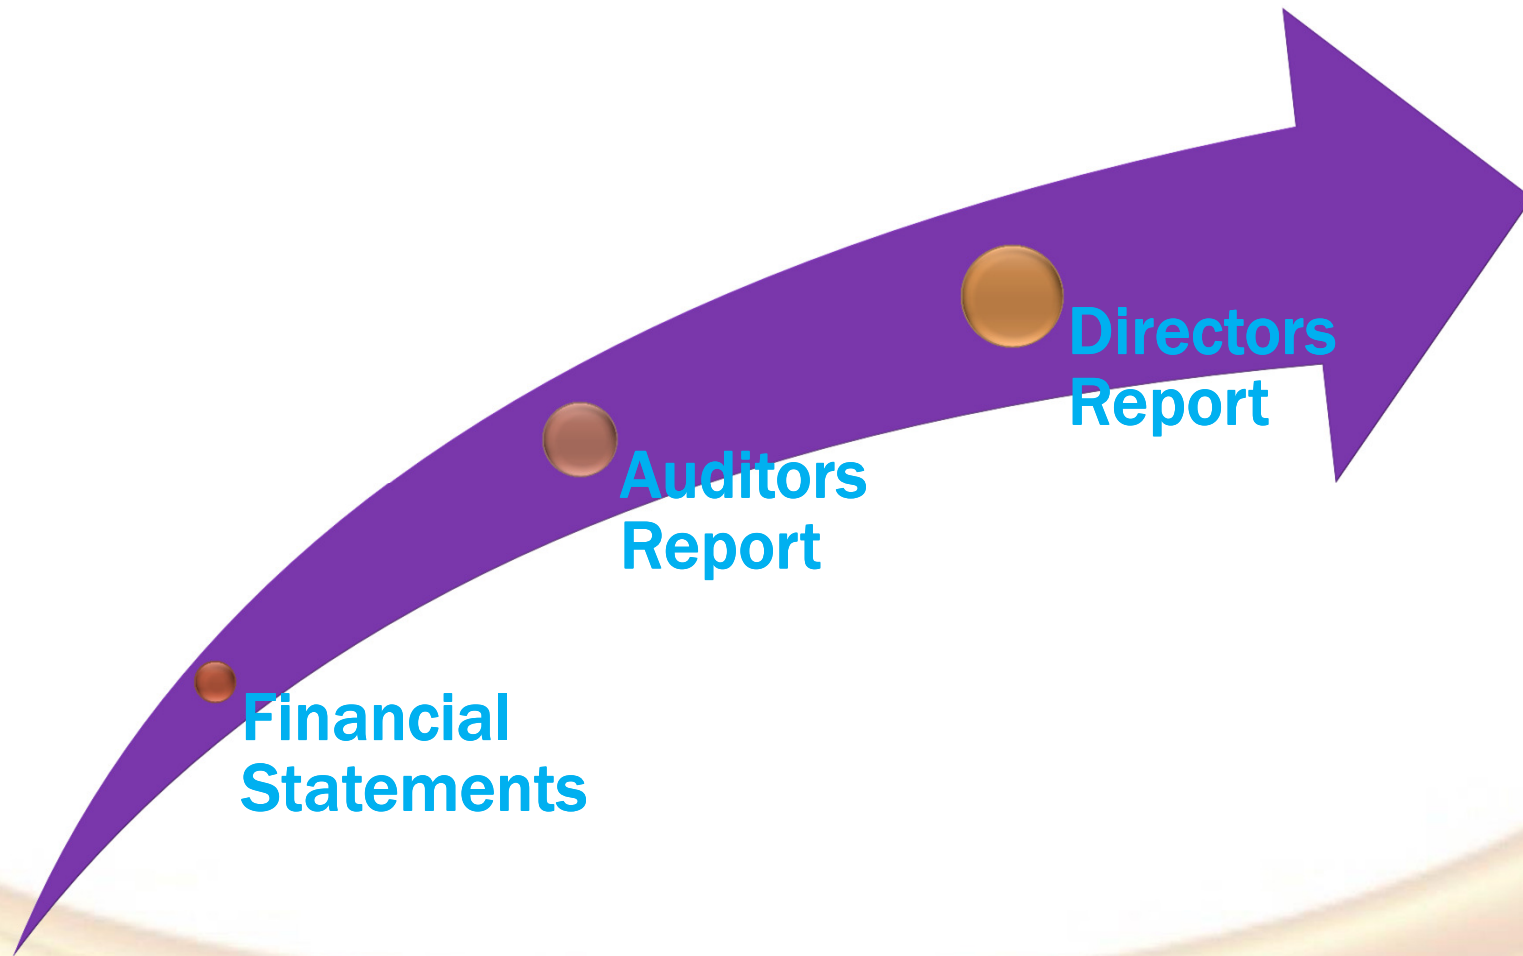 Directors
Report
Auditors
Report
Financial
Statements